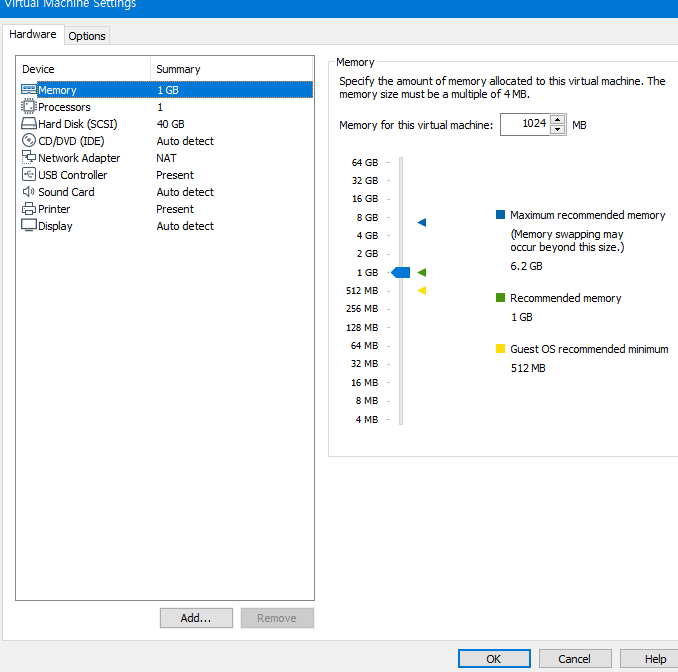 Virtual Machine Settings
Hardware
Options
Device Summary
Memory 1 GB
Processors 1
Hard Disk (SCSI) 40 GB
CD/DVD (IDE) Auto detect
Network Adapter NAT
USB Controller Present
Sound Card Auto detect
Printer Present
Display Auto detect
Add...
Remove
Memory
Specify the amount of memory allocated to this virtual machine. The
memory size must be a multiple of 4 MB.
Memory for this virtual machine: 1024 MB
64 GB
32 GB
16 GB
8 GB
4 GB
2 GB
1 GB
512 MB
256 MB
128 MB
64 MB
32 MB
16 MB
8 MB
4 MB
Maximum recommended memory
(Memory swapping may
occur beyond this size.)
6.2 GB
Recommended memory
1 GB
Guest OS recommended minimum
512 MB
OK
Cancel
Help